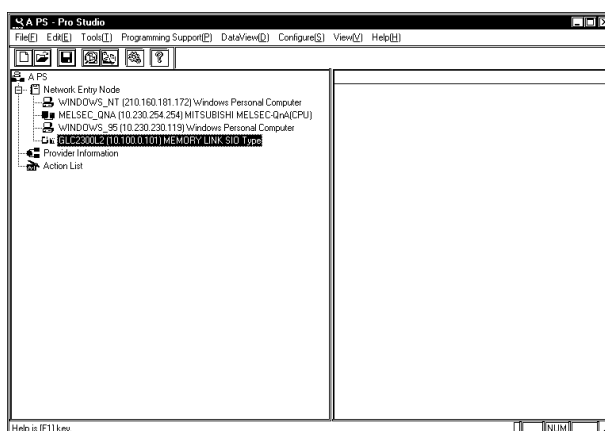 A PS - Pro Studio
File[F] Edit[E] Tools[T] Programming Support[P] DataView[D] Configure[S] View[V] Help[H]
A PS
Network Entry Node
WINDOWS_NT (210.160.181.172) Windows Personal Computer
MELSEC_QNA (10.230.254.254) MITSUBISHI MELSEC-QnA(CPU)
WINDOWS_95 (10.230.230.119) Windows Personal Computer
GLC2300L2 (10.100.0.101) MEMORY LINK SIO Type
Provider Information
Action List
Help is [F1] key
NUM